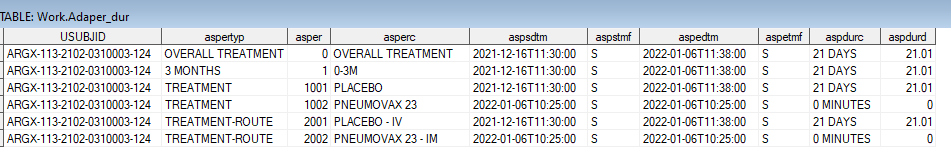 TABLE: Work.Adaper_dur
USUBJID aspertyp asper asperc aspsdtm aspstmf aspedtm aspetmf aspdurc aspdurd
ARGX-113-2102-0310003-124 OVERALL TREATMENT 0 OVERALL TREATMENT 2021-12-16T11:30:00 S 2022-01-06T11:38:00 S 21 DAYS 21.01
ARGX-113-2102-0310003-124 3 MONTHS 1 0-3M 2021-12-16T11:30:00 S 2022-01-06T11:38:00 S 21 DAYS 21.01
ARGX-113-2102-0310003-124 TREATMENT 1001 PLACEBO 2021-12-16T11:30:00 S 2022-01-06T11:38:00 S 21 DAYS 21.01
ARGX-113-2102-0310003-124 TREATMENT 1002 PNEUMOVAX 23 2022-01-06T10:25:00 S 2022-01-06T10:25:00 S 0 MINUTES 0
ARGX-113-2102-0310003-124 TREATMENT-ROUTE 2001 PLACEBO - IV 2021-12-16T11:30:00 S 2022-01-06T11:38:00 S 21 DAYS 21.01
ARGX-113-2102-0310003-124 TREATMENT-ROUTE 2002 PNEUMOVAX 23 - IM 2022-01-06T10:25:00 S 2022-01-06T10:25:00 S 0 MINUTES 0